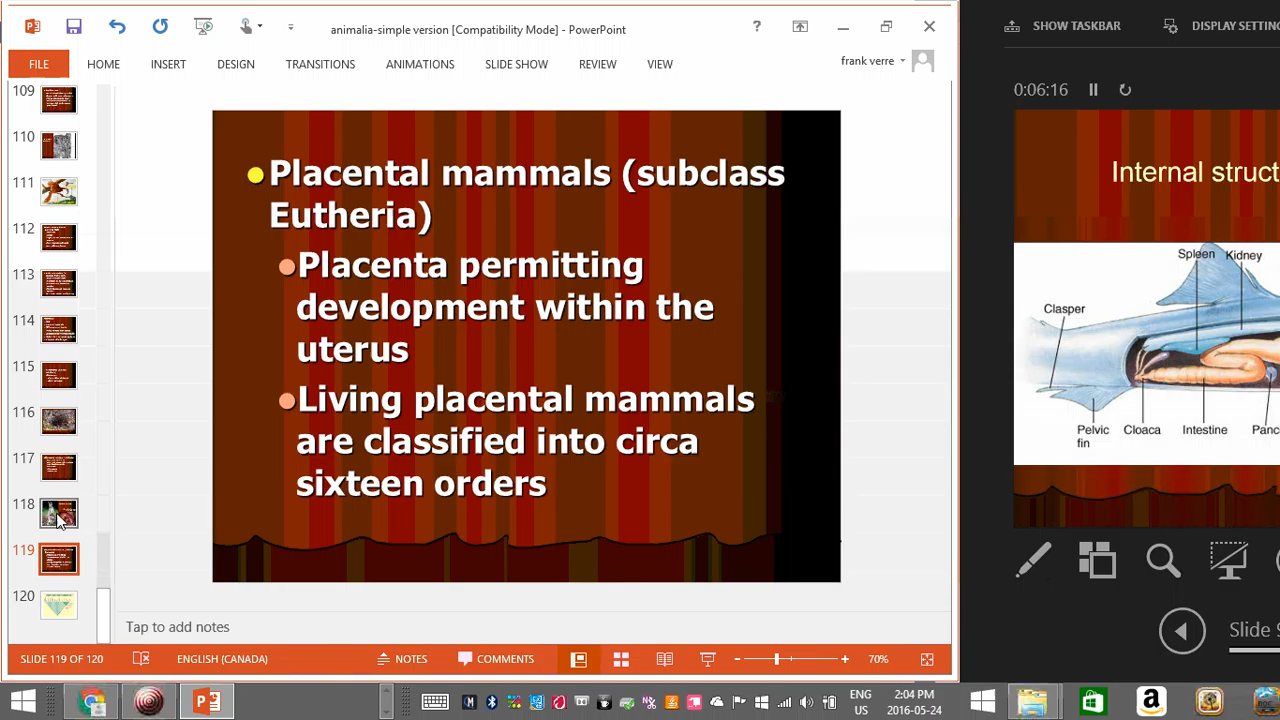 animalia-simple version [Compatibility Mode] - PowerPoint
?
SHOW TASKBAR
DISPLAY
FILE
HOME
INSERT
DESIGN
TRANSITIONS
ANIMATIONS
SLIDE SHOW
REVIEW
VIEW
frank verre
0:06:16
109
110
111
112
113
114
115
116
117
118
119
120
Placental mammals (subclass
Eutheria)
Placenta permitting
development within the
uterus
Living placental mammals
are classified into circa
sixteen orders
Internal
Spleen
Kidney
Clasper
Pelvic
fin
Cloaca
Intestine
Tap to add notes
Slide
SLIDE 119 OF 120
ENGLISH (CANADA)
NOTES
COMMENTS
70%
ENG
US
2:04 PM
2016-05-24